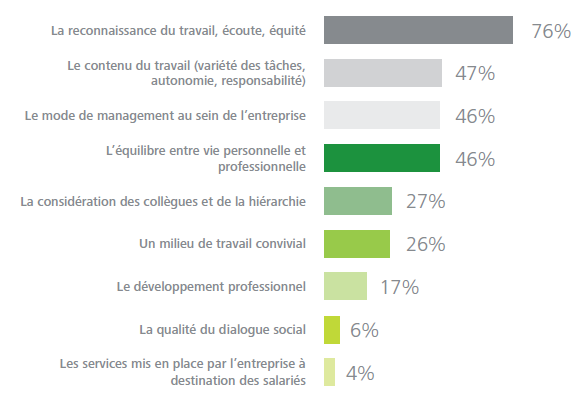 La reconnaissance du travail, écoute, équité
76%
Le contenu du travail (variété des tâches,
autonomie, responsabilité)
47%
Le mode de management au sein de l’entreprise
46%
L’équilibre entre vie personnelle et
professionnelle
46%
La considération des collègues et de la hiérarchie
27%
Un milieu de travail convivial
26%
Le développement professionnel
17%
La qualité du dialogue social
6%
Les services mis en place par l’entreprise à
destination des salariés
4%